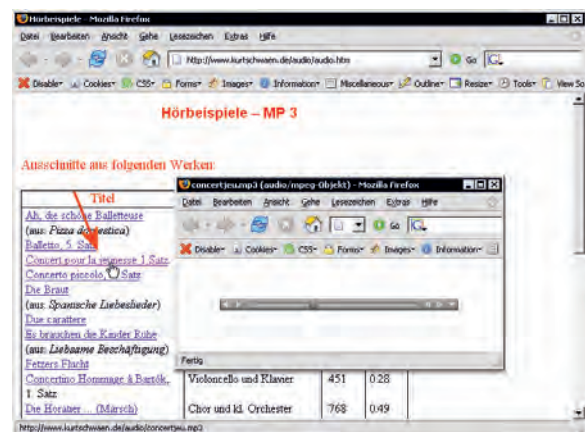 Hörbeispiele - Mozilla Firefox
Datei Bearbeiten Ansicht Gehe Lesezeichen Extras Hilfe
http://www.kurtschwaen.de/audio/audio.htm Go
Disable Cookies CSS Forms Images Information Miscellaneous Outline Resize Tools View So
Hörbeispiele – MP 3
Ausschnitte aus folgenden Werken:
Titel
Ah, die schöne Balletteuse
(aus: Pizza domestica)
Balletto, 5. Satz
Concert pour la jeunesse 1.Satz
Concerto piccolo, Satz
Die Braut
(aus: Spanische Liebeslieder)
Due carattere
Es brauchen die Kinder Ruhe
(aus: Liebsame Beschäftigung)
Fetzers Flucht
Concertino Hommage à Bartók, Violoncello und Klavier 451 0:28
1. Satz
Die Horatier ... (Marsch) Chor und kl. Orchester 768 0:49
concertjeu.mp3 (audio/mpeg-Objekt) - Mozilla Firefox
Datei Bearbeiten Ansicht Gehe Lesezeichen Extras Hilfe
Go
Disable Cookies CSS Forms Images Information
Fertig
http://www.kurtschwaen.de/audio/concertjeu.mp3